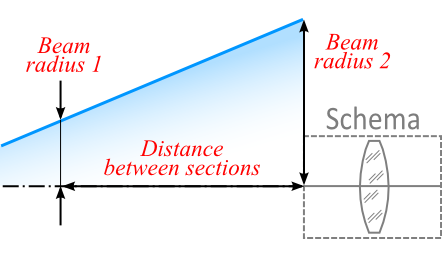 Beam
radius 1
Beam
radius 2
Schema
Distance
between sections